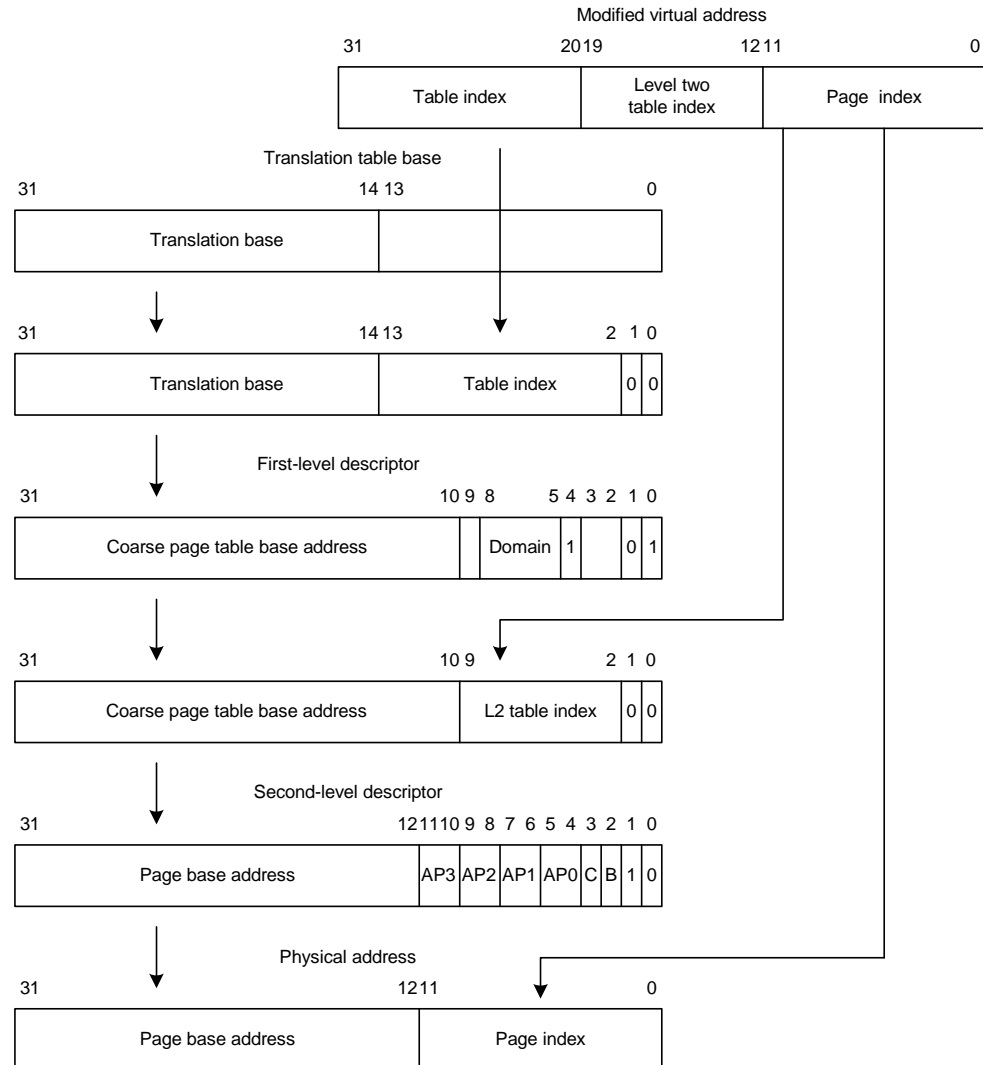 Modified virtual address
31 20 19 12 11 0
Table index
Level two
table index
Page index
Translation table base
31 14 13 0
Translation base
31 14 13 2 1 0
Translation base Table index 0 0
First-level descriptor
31 10 9 8 5 4 3 2 1 0
Coarse page table base address Domain 1 0 1
31 10 9 2 1 0
Coarse page table base address L2 table index 0 0
Second-level descriptor
31 12 11 10 9 8 7 6 5 4 3 2 1 0
Page base address AP3 AP2 AP1 AP0 C B 1 0
Physical address
31 12 11 0
Page base address Page index